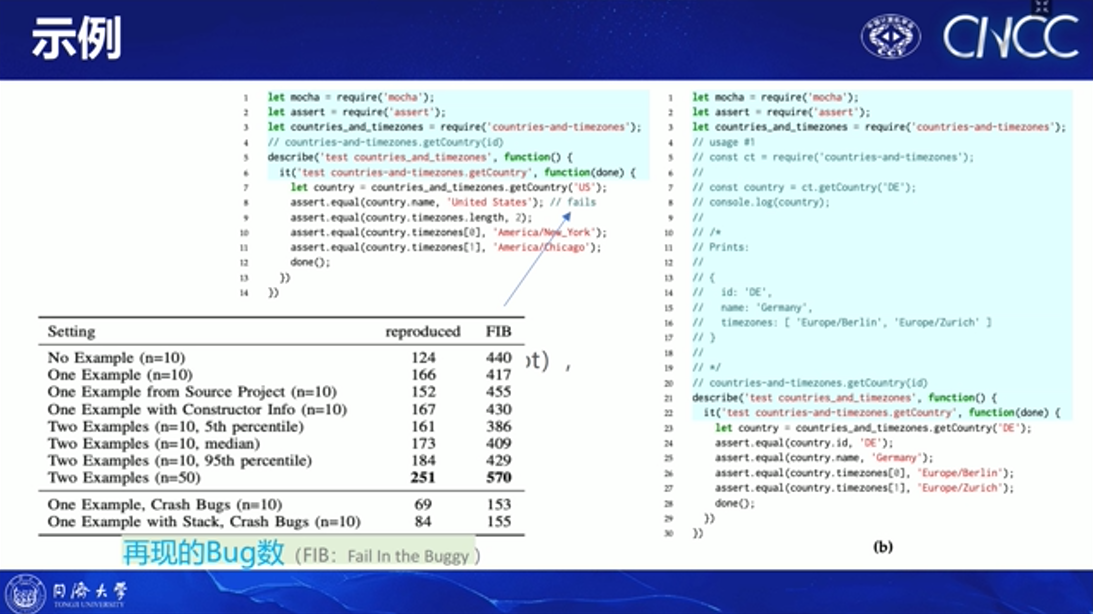 示例
CNCC
CCF
1 let mocha = require('mocha');
2 let assert = require('assert');
3 let countries_and_timezones = require('countries-and-timezones');
4 // countries-and-timezones.getCountry(id)
5 describe('test countries_and_timezones', function() {
6 it('test countries-and-timezones.getCountry', function(done) {
7 let country = countries_and_timezones.getCountry('US');
8 assert.equal(country.name, 'United States'); // fails
9 assert.equal(country.timezones.length, 2);
10 assert.equal(country.timezones[0], 'America/New_York');
11 assert.equal(country.timezones[1], 'America/Chicago');
12 done();
13 })
14 })
Setting reproduced FIB
No Example (n=10) 124 440
One Example (n=10) 166 417
One Example from Source Project (n=10) 152 455
One Example with Constructor Info (n=10) 167 430
Two Examples (n=10, 5th percentile) 161 386
Two Examples (n=10, median) 173 409
Two Examples (n=10, 95th percentile) 184 429
Two Examples (n=50) 251 570
One Example, Crash Bugs (n=10) 69 153
One Example with Stack, Crash Bugs (n=10) 84 155
ot) ，
再现的Bug数（FIB：Fail In the Buggy）
1 let mocha = require('mocha');
2 let assert = require('assert');
3 let countries_and_timezones = require('countries-and-timezones');
4 // usage #1
5 // const ct = require('countries-and-timezones');
6 //
7 // const country = ct.getCountry('DE');
8 // console.log(country);
9 //
10 // /*
11 // Prints:
12 //
13 // {
14 // id: 'DE',
15 // name: 'Germany',
16 // timezones: [ 'Europe/Berlin', 'Europe/Zurich' ]
17 // }
18 //
19 // */
20 // countries-and-timezones.getCountry(id)
21 describe('test countries_and_timezones', function() {
22 it('test countries-and-timezones.getCountry', function(done) {
23 let country = countries_and_timezones.getCountry('DE');
24 assert.equal(country.id, 'DE');
25 assert.equal(country.name, 'Germany');
26 assert.equal(country.timezones[0], 'Europe/Berlin');
27 assert.equal(country.timezones[1], 'Europe/Zurich');
28 done();
29 })
30 })
(b)
同濟大学
TONGJI UNIVERSITY